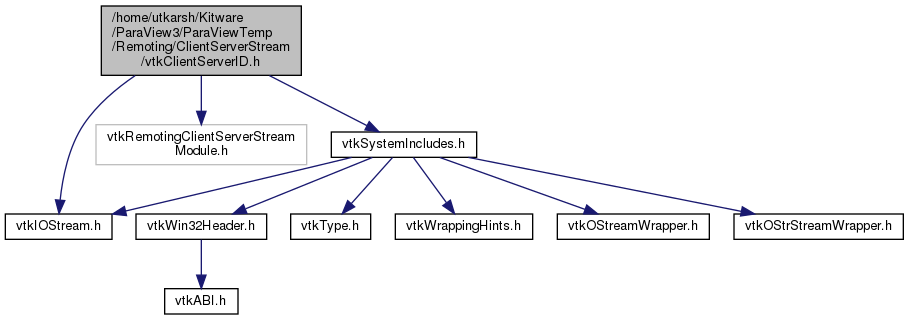 /home/utkarsh/Kitware
/ParaView3/ParaViewTemp
/Remoting/ClientServerStream
/vtkClientServerID.h
vtkRemotingClientServerStream
Module.h
vtkSystemIncludes.h
vtkIOStream.h
vtkWin32Header.h
vtkType.h
vtkWrappingHints.h
vtkOStreamWrapper.h
vtkOStrStreamWrapper.h
vtkABI.h